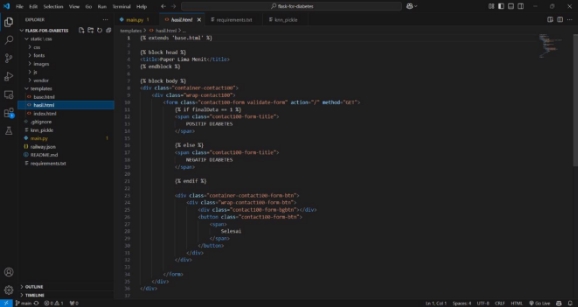 File Edit Selection View Go Run Terminal Help
flask-for-diabetes
EXPLORER
FLASK-FOR-DIABETES
static
css
fonts
images
js
vendor
templates
base.html
hasil.html
index.html
.gitignore
knn_pickle
main.py
railway.json
README.md
requirements.txt
OUTLINE
TIMELINE
main.py
hasil.html
requirements.txt
knn_pickle
templates > hasil.html > ...
{% extends 'base.html' %}
{% block head %}
<title>Paper Lima Menit</title>
{% endblock %}
{% block body %}
<div class="container-contact100">
<div class="wrap-contact100">
<form class="contact100-form validate-form" action="/" method="GET">
{% if finalData == 1 %}
<span class="contact100-form-title">
POSITIF DIABETES
</span>
{% else %}
<span class="contact100-form-title">
NEGATIF DIABETES
</span>
{% endif %}
<div class="container-contact100-form-btn">
<div class="wrap-contact100-form-btn">
<div class="contact100-form-bgbtn"></div>
<button class="contact100-form-btn">
<span>
Selesai
</span>
</button>
</div>
</div>
</form>
</div>
</div>
main
Ln 1, Col 1 Spaces: 4 UTF-8 CRLF HTML Go Live